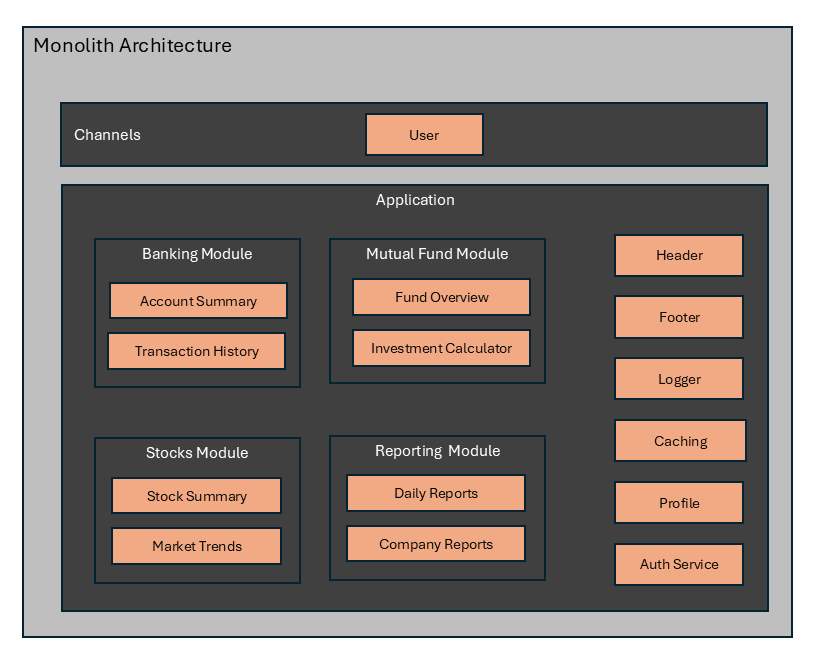 Monolith Architecture
Channels
User
Application
Banking Module
Account Summary
Transaction History
Mutual Fund Module
Fund Overview
Investment Calculator
Stocks Module
Stock Summary
Market Trends
Reporting  Module
Daily Reports
Company Reports
Header
Footer
Logger
Caching
Profile
Auth Service